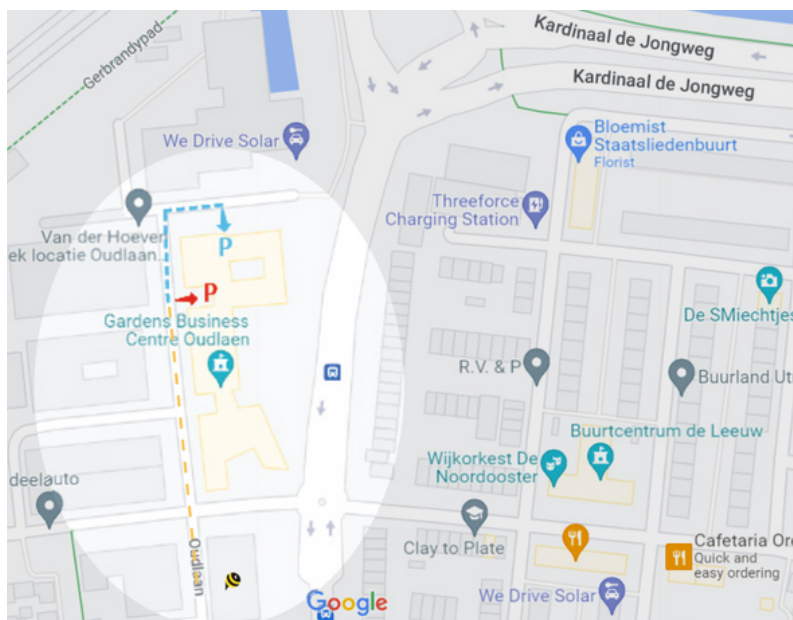 Kardinaal de Jongweg
Kardinaal de Jongweg
Gerbrandypad
We Drive Solar
Bloemist
Staatsliedenbuurt
Florist
Threeforce
Charging Station
Van der Hoeven
ek locatie Oudlaan...
P
P
Gardens Business
Centre Oudlaen
De SMiechtjes
R.V. & P
Buurland Ut
Buurtcentrum de Leeuw
Wijkorkest De
Noordooster
deelauto
Clay to Plate
Cafetaria Ord
Quick and
easy ordering
Oudlaan
Google
We Drive Solar